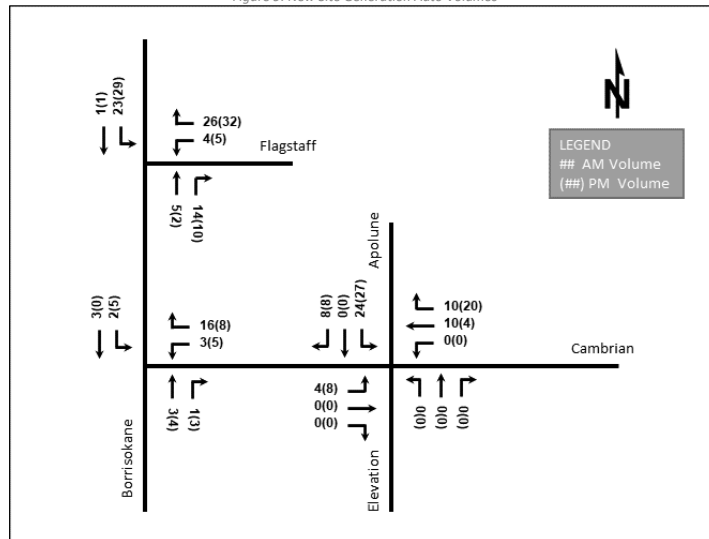 Figure 9: New Site Generation Auto Volumes
1(1)
23(29)
26(32)
4(5)
Flagstaff
N
LEGEND
## AM Volume
(##) PM Volume
5(2)
14(10)
Apolune
3(0)
2(5)
16(8)
3(5)
8(8)
0(0)
24(27)
10(20)
10(4)
0(0)
Cambrian
3(4)
1(3)
4(8)
0(0)
0(0)
0(0)
0(0)
0(0)
Borrisokane
Elevation